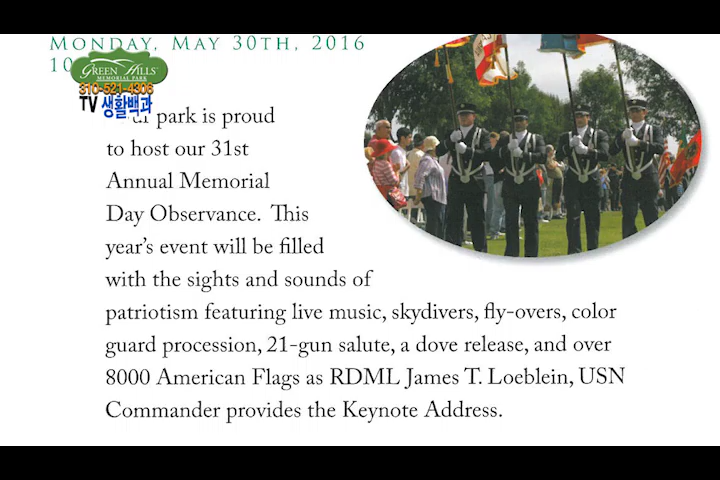 MONDAY, MAY 30TH, 2016
10
GREEN HILLS
MEMORIAL PARK
310-521-4306
TV 생활백과
park is proud
to host our 31st
Annual Memorial
Day Observance. This
year's event will be filled
with the sights and sounds of
patriotism featuring live music, skydivers, fly-overs, color
guard procession, 21-gun salute, a dove release, and over
8000 American Flags as RDML James T. Loeblein, USN
Commander provides the Keynote Address.